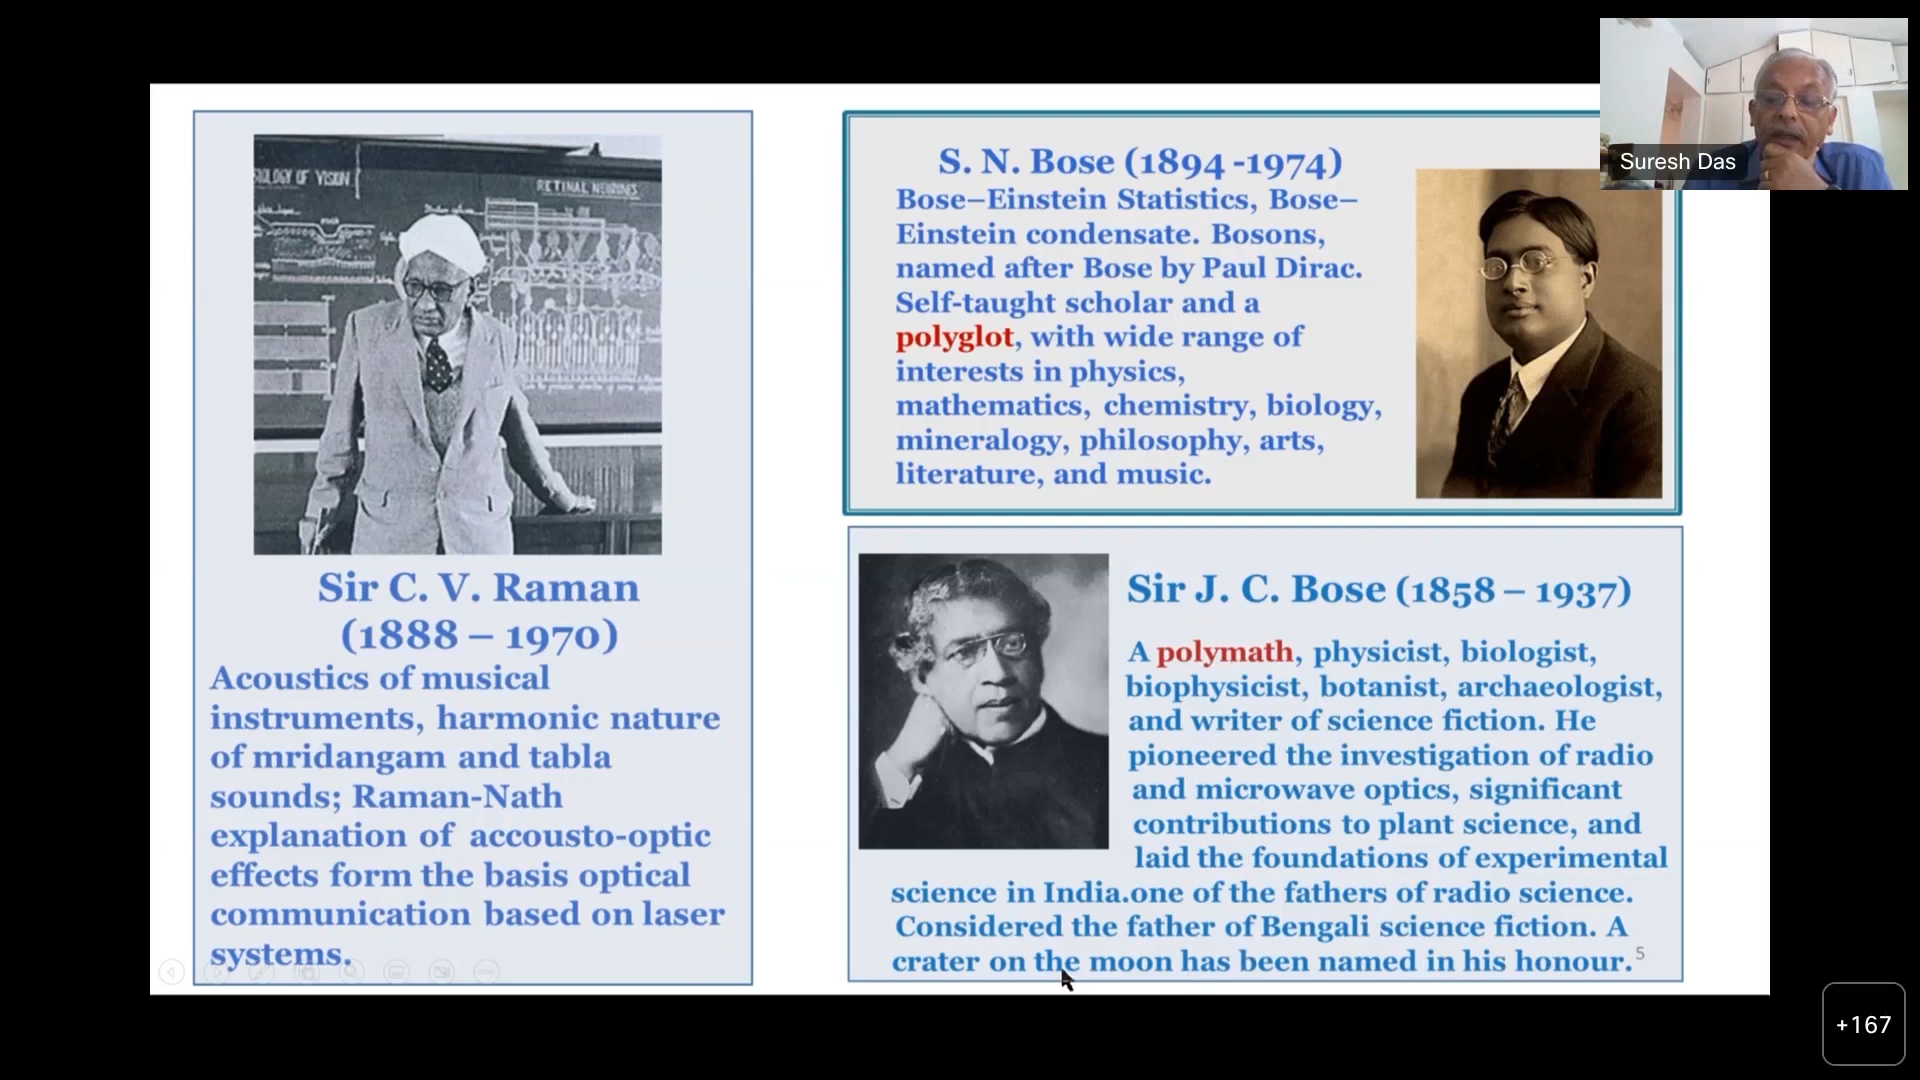 OLOGY OF VISION
RETINAL NEURONS
Sir C. V. Raman
(1888 – 1970)
Acoustics of musical
instruments, harmonic nature
of mridangam and tabla
sounds; Raman-Nath
explanation of accousto-optic
effects form the basis optical
communication based on laser
systems.
S. N. Bose (1894 -1974)
Bose–Einstein Statistics, Bose–
Einstein condensate. Bosons,
named after Bose by Paul Dirac.
Self-taught scholar and a
polyglot, with wide range of
interests in physics,
mathematics, chemistry, biology,
mineralogy, philosophy, arts,
literature, and music.
Sir J. C. Bose (1858 – 1937)
A polymath, physicist, biologist,
biophysicist, botanist, archaeologist,
and writer of science fiction. He
pioneered the investigation of radio
and microwave optics, significant
contributions to plant science, and
laid the foundations of experimental
science in India.one of the fathers of radio science.
Considered the father of Bengali science fiction. A
crater on the moon has been named in his honour.
5
Suresh Das
+167